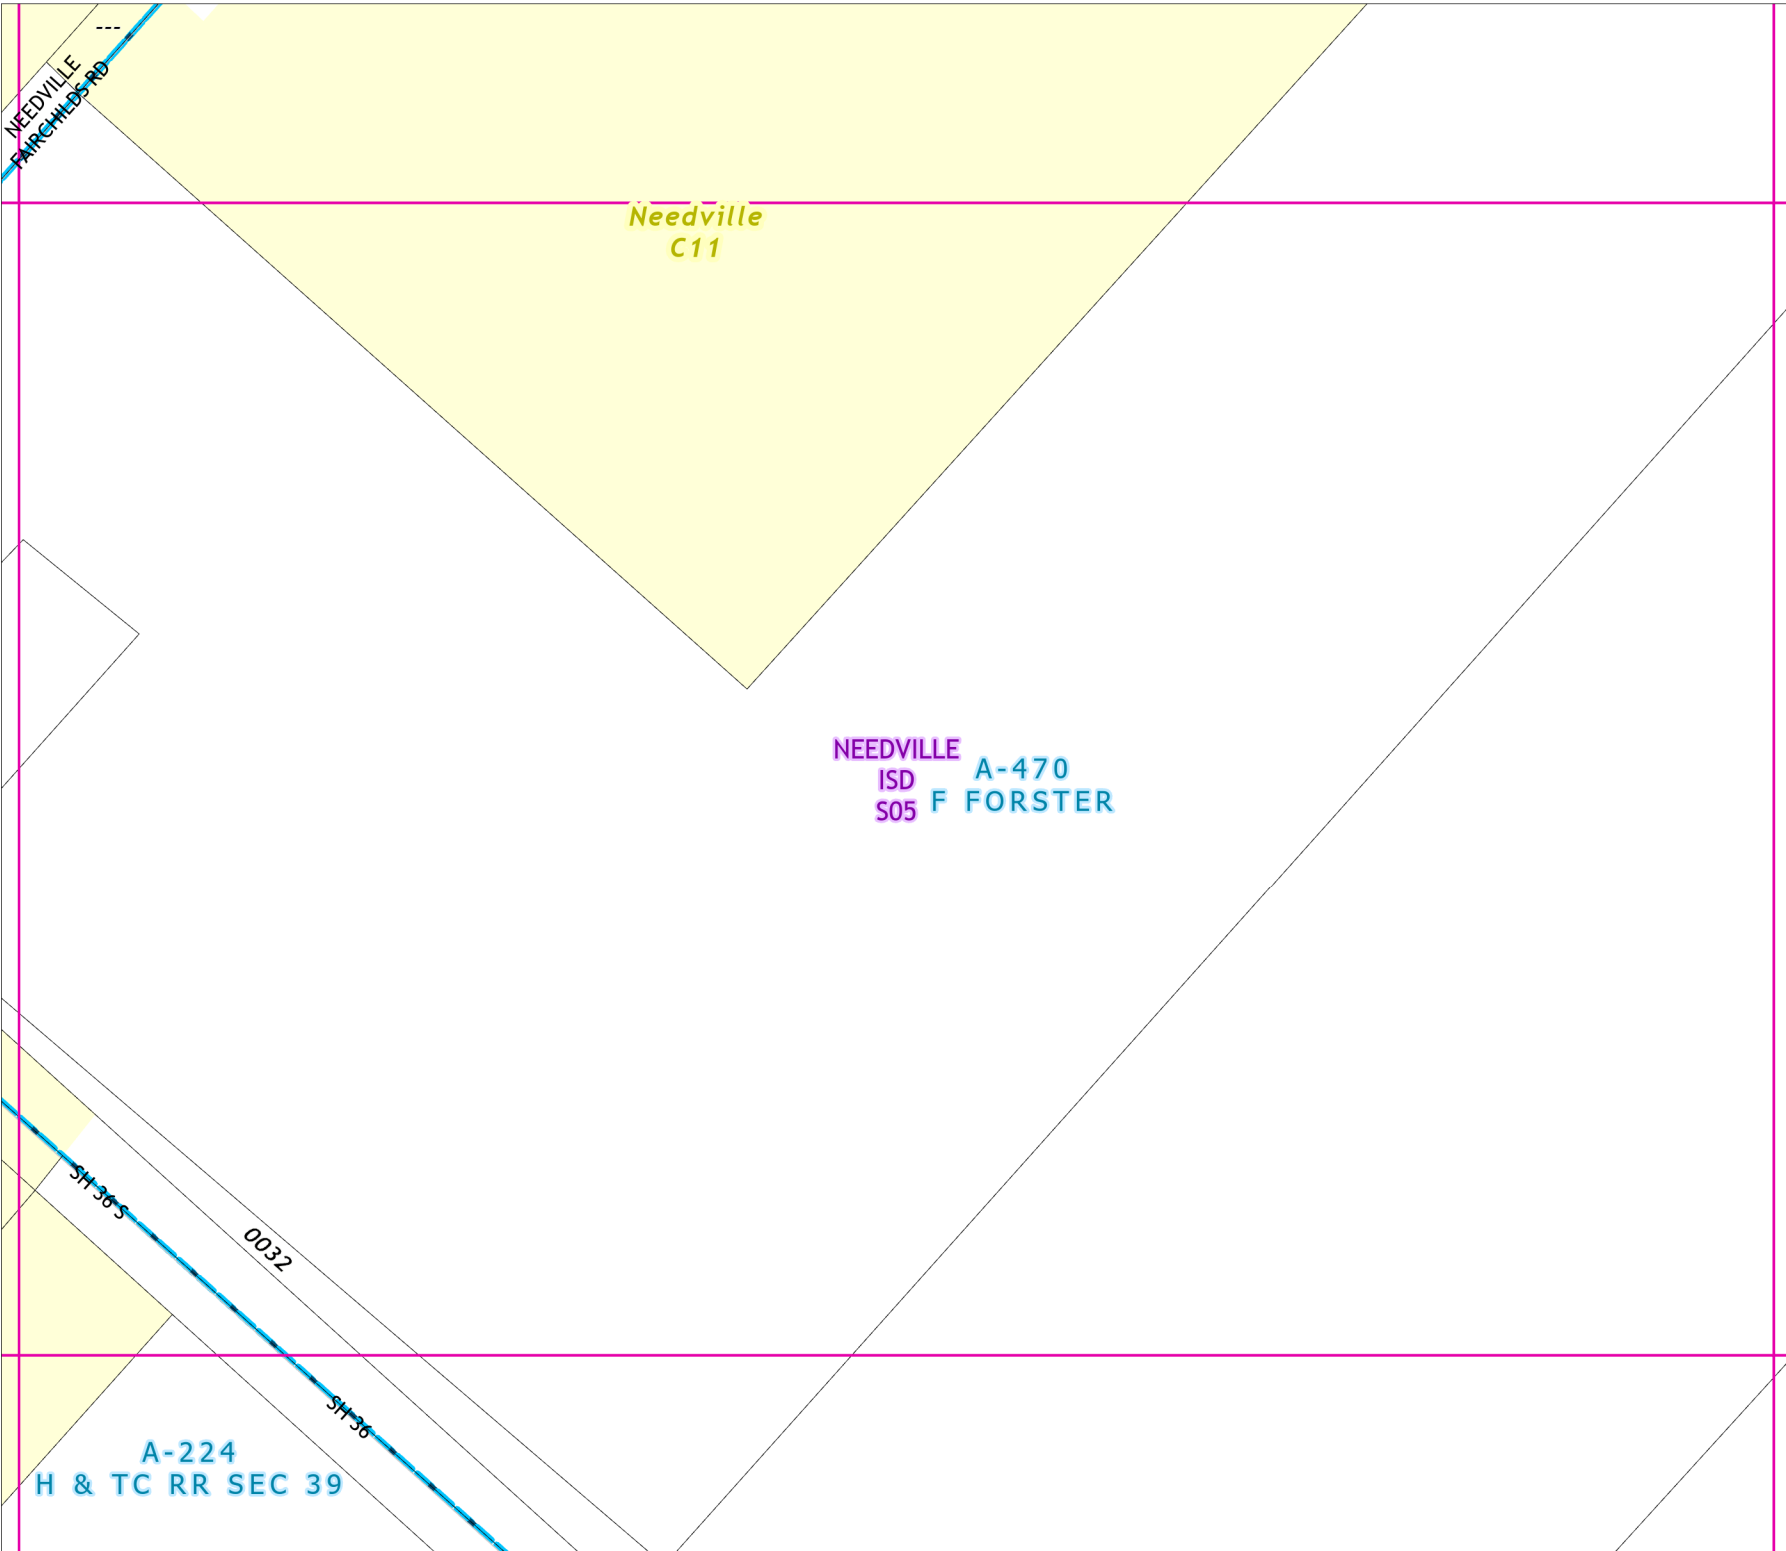 ---
NEEDVILLE
FAIRCHILDS RD
Needville
C11
NEEDVILLE
ISD
S05
A-470
F FORSTER
SH 36 S
0032
SH 36
A-224
H & TC RR SEC 39